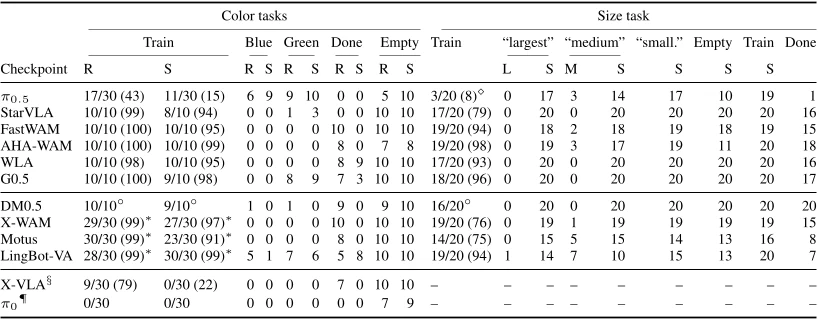 Color tasks Size task
Train Blue Green Done Empty Train “largest” “medium” “small.” Empty Train Done
Checkpoint R S R S R S R S R S L S M S S S S S
π0.5 17/30 (43) 11/30 (15) 6 9 9 10 0 0 5 10 3/20 (8)⋄ 0 17 3 14 17 10 19 1
StarVLA 10/10 (99) 8/10 (94) 0 0 1 3 0 0 10 10 17/20 (79) 0 20 0 20 20 20 20 16
FastWAM 10/10 (100) 10/10 (95) 0 0 0 0 10 0 10 10 19/20 (94) 0 18 2 18 19 18 19 15
AHA-WAM 10/10 (100) 10/10 (99) 0 0 0 0 8 0 7 8 19/20 (98) 0 19 3 17 19 11 20 18
WLA 10/10 (98) 10/10 (95) 0 0 0 0 8 9 10 10 17/20 (93) 0 20 0 20 20 20 20 16
G0.5 10/10 (100) 9/10 (98) 0 0 8 9 7 3 10 10 18/20 (96) 0 20 0 20 20 20 20 17
DM0.5 10/10○ 9/10○ 1 0 1 0 9 0 9 10 16/20○ 0 20 0 20 20 20 20 20
X-WAM 29/30 (99)* 27/30 (97)* 0 0 0 0 10 0 10 10 19/20 (76) 0 19 1 19 19 19 19 15
Motus 30/30 (99)* 23/30 (91)* 0 0 0 0 8 0 10 10 14/20 (75) 0 15 5 15 14 13 16 8
LingBot-VA 28/30 (99)* 30/30 (99)* 5 1 7 6 5 8 10 10 19/20 (94) 1 14 7 10 15 13 20 7
X-VLA§ 9/30 (79) 0/30 (22) 0 0 0 0 7 0 10 10 – – – – – – – – –
π0¶ 0/30 0/30 0 0 0 0 0 0 7 9 – – – – – – – – –